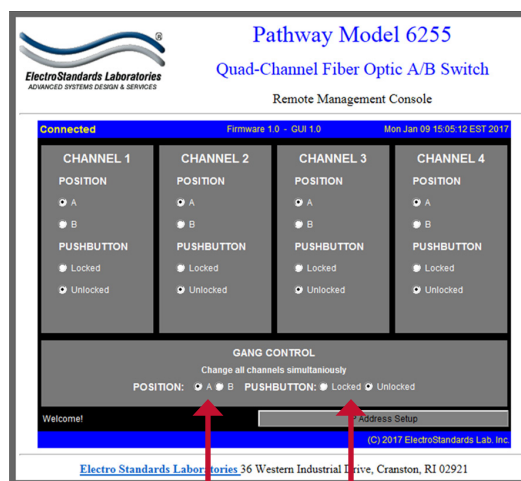 Pathway Model 6255
®
ElectroStandards Laboratories
ADVANCED SYSTEMS DESIGN & SERVICES
Quad-Channel Fiber Optic A/B Switch
Remote Management Console
Connected Firmware 1.0 - GUI 1.0 Mon Jan 09 15:05:12 EST 2017
CHANNEL 1 CHANNEL 2 CHANNEL 3 CHANNEL 4
POSITION POSITION POSITION POSITION
A A A A
B B B B
PUSHBUTTON PUSHBUTTON PUSHBUTTON PUSHBUTTON
Locked Locked Locked Locked
Unlocked Unlocked Unlocked Unlocked
GANG CONTROL
Change all channels simultaniously
POSITION: A B PUSHBUTTON: Locked Unlocked
Welcome! Address Setup
(C) 2017 ElectroStandards Lab. Inc.
Electro Standards Laboratories 36 Western Industrial Drive, Cranston, RI 02921